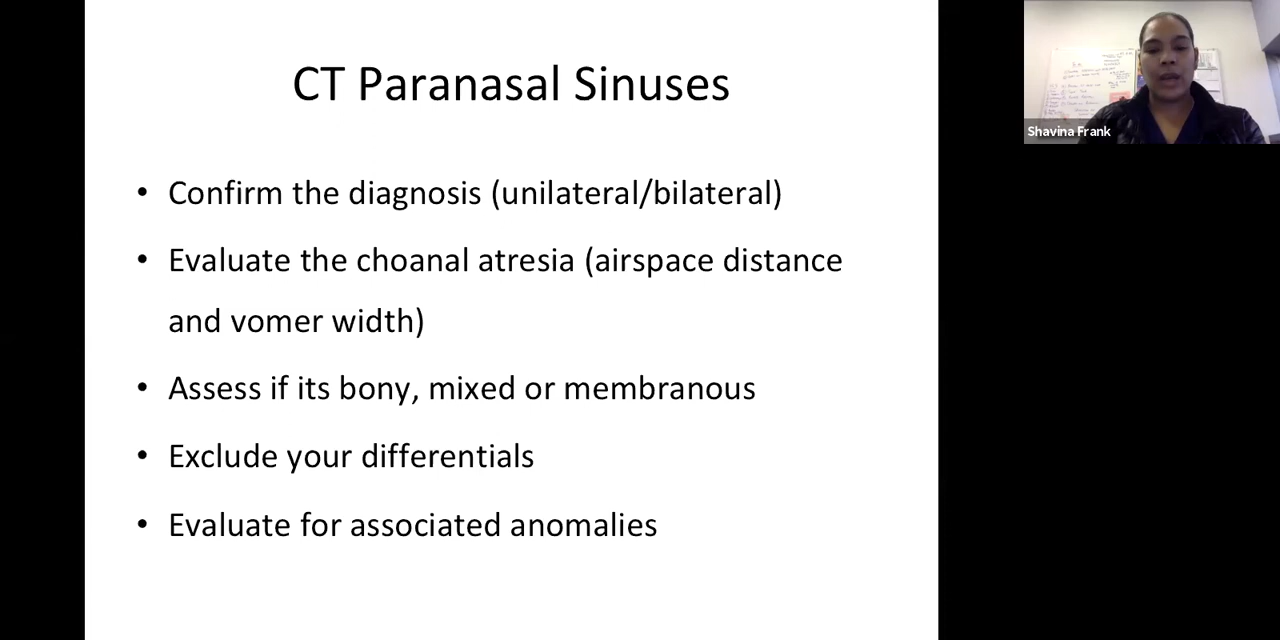 CT Paranasal Sinuses
• Confirm the diagnosis (unilateral/bilateral)
• Evaluate the choanal atresia (airspace distance
and vomer width)
• Assess if its bony, mixed or membranous
• Exclude your differentials
• Evaluate for associated anomalies
Shavina Frank